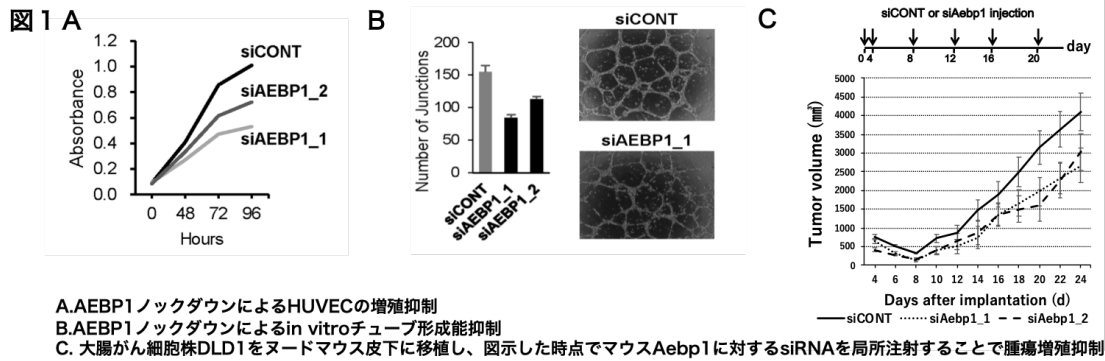 図1 A
1.2
1.0
0.8
0.6
0.4
0.2
0.0
Absorbance
siCONT
siAEBP1_2
siAEBP1_1
0 48 72 96
Hours
B
200
150
100
50
0
Number of Junctions
siCONT
siAEBP1_1
siAEBP1_2
siCONT
siAEBP1_1
C
siCONT or siAebp1 injection
0 4 8 12 16 20 day
5000
4500
4000
3500
3000
2500
2000
1500
1000
500
0
Tumor volume (㎣)
4 6 8 10 12 14 16 18 20 22 24
Days after implantation (d)
siCONT siAebp1_1 siAebp1_2
A.AEBP1ノックダウンによるHUVECの増殖抑制
B.AEBP1ノックダウンによるin vitroチューブ形成能抑制
C. 大腸がん細胞株DLD1をヌードマウス皮下に移植し、図示した時点でマウスAebp1に対するsiRNAを局所注射することで腫瘍増殖抑制